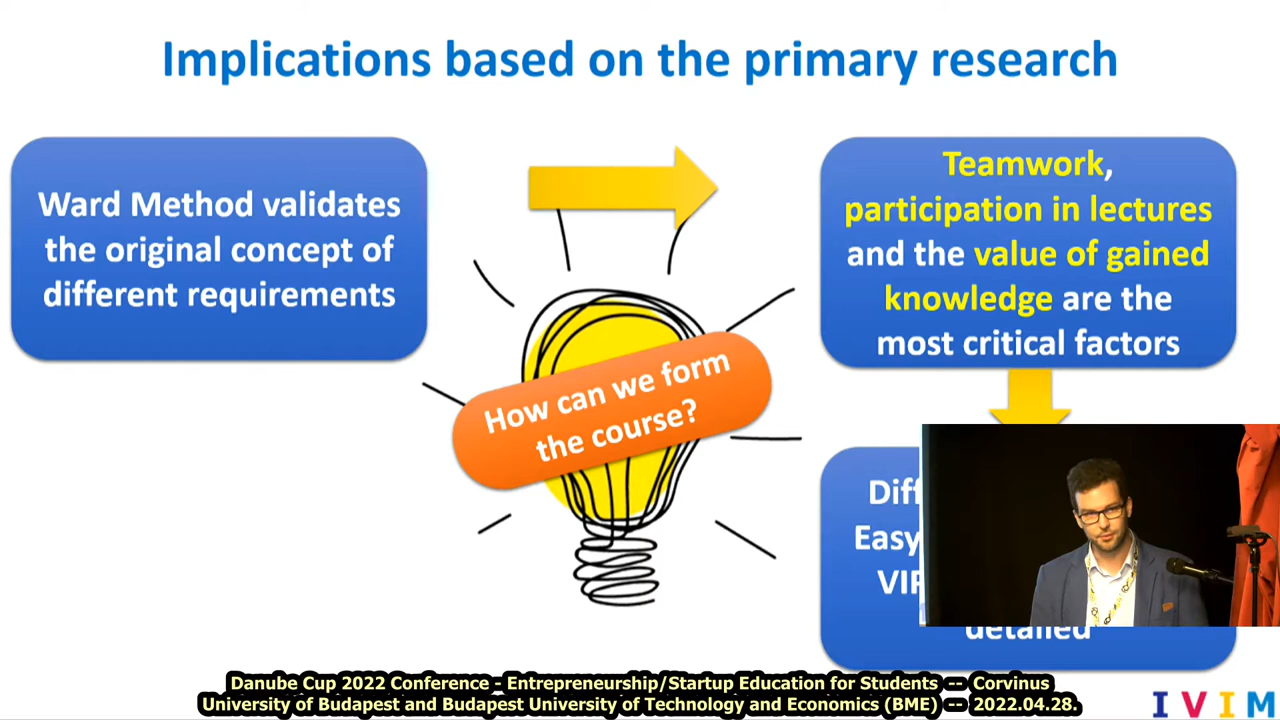 Implications based on the primary research
Ward Method validates
the original concept of
different requirements
Teamwork,
participation in lectures
and the value of gained
knowledge are the
most critical factors
How can we form
the course?
Easy
detailed
Danube Cup 2022 Conference - Entrepreneurship/Startup Education for Students -- Corvinus
University of Budapest and Budapest University of Technology and Economics (BME) -- 2022.04.28.
IVIM